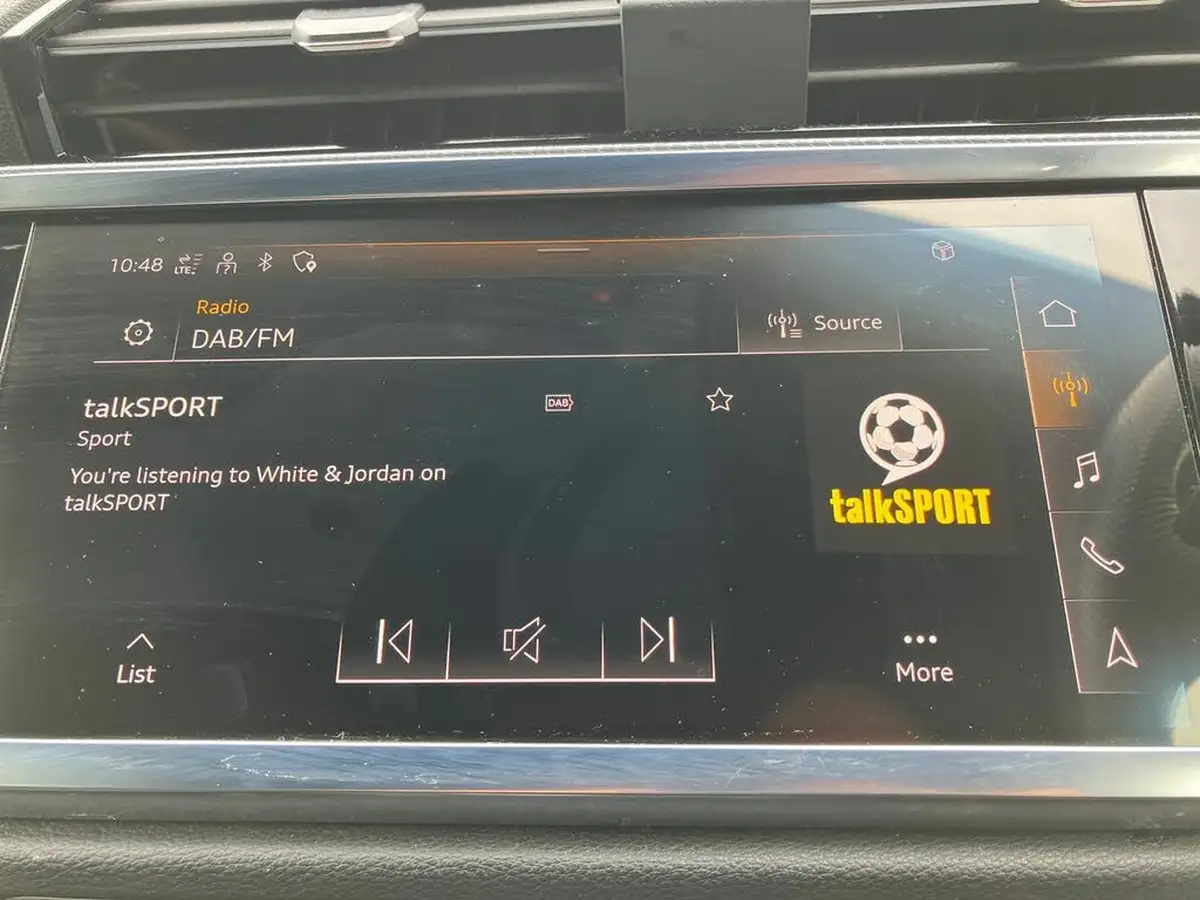 10:48 LTE
Radio
DAB/FM
Source
talkSPORT
DAB
Sport
You're listening to White & Jordan on
talkSPORT
talkSPORT
List
More